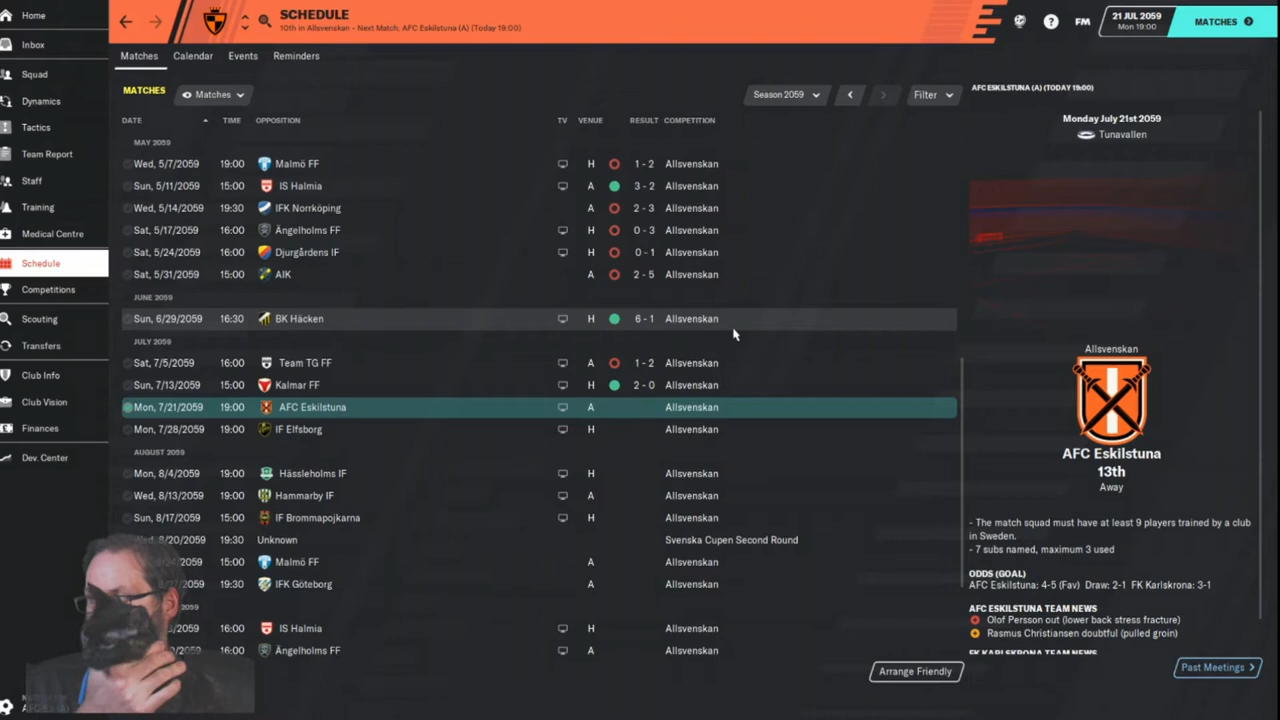 Home
Inbox
Squad
Dynamics
Tactics
Team Report
Staff
Training
Medical Centre
Schedule
Competitions
Scouting
Transfers
Club Info
Club Vision
Finances
Dev. Center
SCHEDULE
10th in Allsvenskan - Next Match: AFC Eskilstuna (A) (Today 19:00)
FM
21 JUL 2059
Mon 19:00
MATCHES
Matches Calendar Events Reminders
MATCHES Matches Season 2059 Filter
DATE TIME OPPOSITION TV VENUE RESULT COMPETITION
MAY 2059
Wed, 5/7/2059 19:00 Malmö FF H 1 - 2 Allsvenskan
Sun, 5/11/2059 15:00 IS Halmia A 3 - 2 Allsvenskan
Wed, 5/14/2059 19:30 IFK Norrköping A 2 - 3 Allsvenskan
Sat, 5/17/2059 16:00 Ängelholms FF H 0 - 3 Allsvenskan
Sat, 5/24/2059 16:00 Djurgårdens IF H 0 - 1 Allsvenskan
Sat, 5/31/2059 15:00 AIK A 2 - 5 Allsvenskan
JUNE 2059
Sun, 6/29/2059 16:30 BK Häcken H 6 - 1 Allsvenskan
JULY 2059
Sat, 7/5/2059 16:00 Team TG FF A 1 - 2 Allsvenskan
Sun, 7/13/2059 15:00 Kalmar FF H 2 - 0 Allsvenskan
Mon, 7/21/2059 19:00 AFC Eskilstuna A Allsvenskan
Mon, 7/28/2059 19:00 IF Elfsborg H Allsvenskan
AUGUST 2059
Mon, 8/4/2059 19:00 Hässleholms IF H Allsvenskan
Wed, 8/13/2059 19:00 Hammarby IF A Allsvenskan
Sun, 8/17/2059 15:00 IF Brommapojkarna H Allsvenskan
8/20/2059 19:30 Unknown Svenska Cupen Second Round
15:00 Malmö FF A Allsvenskan
19:30 IFK Göteborg A Allsvenskan
16:00 IS Halmia H Allsvenskan
16:00 Ängelholms FF A Allsvenskan
Arrange Friendly
AFC ESKILSTUNA (A) (TODAY 19:00)
Monday July 21st 2059
Tunavallen
Allsvenskan
AFC Eskilstuna
13th
Away
- The match squad must have at least 9 players trained by a club
in Sweden.
- 7 subs named, maximum 3 used
ODDS (GOAL)
AFC Eskilstuna: 4-5 (Fav) Draw: 2-1 FK Karlskrona: 3-1
AFC ESKILSTUNA TEAM NEWS
Olof Persson out (lower back stress fracture)
Rasmus Christiansen doubtful (pulled groin)
FK KARLSKRONA TEAM NEWS
Past Meetings